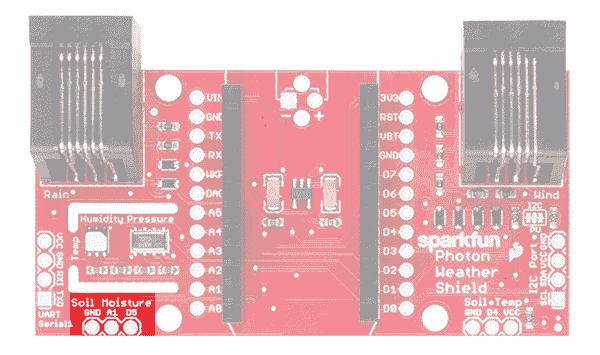 VIN
GND
TX
RX
WKP
DAC
A5
A4
A3
A2
A1
A0
3V3
RST
VBT
GND
D7
D6
D5
D4
D3
D2
D1
D0
- +
Rain
Wind
Humidity Pressure
Temp
VCC
GND
RXI
TXO
UART
Serial1
Soil Moisture
GND A1 D5
sparkfun
Photon
Weather
Shield
I2C
PU
I2C Port
GND
VCC
SDA
SCL
Soil Temp
GND D4 VCC